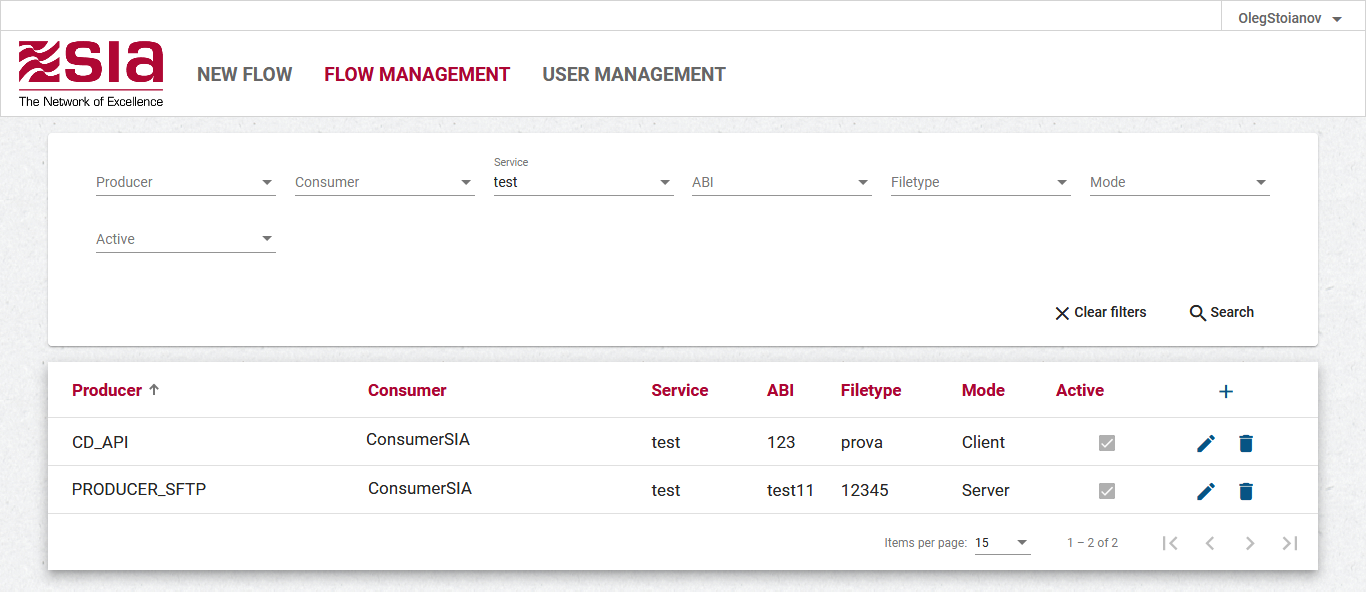 OlegStoianov
SIA
The Network of Excellence
NEW FLOW FLOW MANAGEMENT USER MANAGEMENT
Service
Producer Consumer test ABI Filetype Mode
Active
Clear filters Search
Producer Consumer Service ABI Filetype Mode Active
CD_API ConsumerSIA test 123 prova Client
PRODUCER_SFTP ConsumerSIA test test11 12345 Server
Items per page: 15 1 – 2 of 2